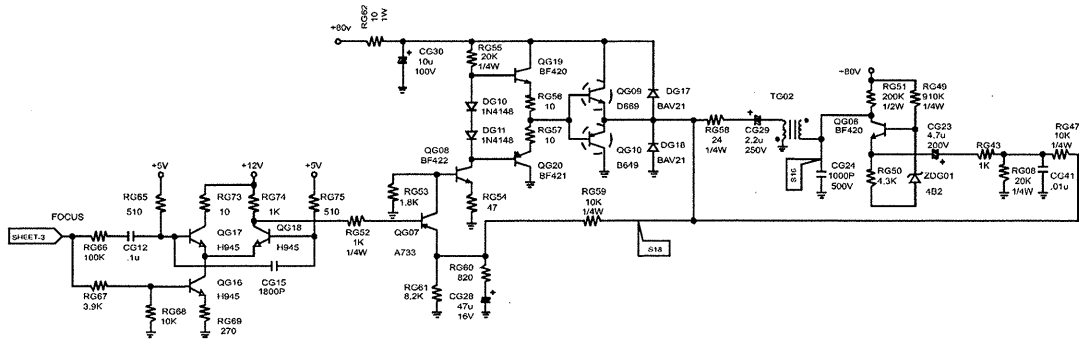 RG62
10
1W
+80v
CG30
10u
100V
RG55
20K
1/4W
QG19
BF420
DG10
1N4148
DG11
1N4148
RG56
10
RG57
10
QG09
D669
DG17
BAV21
QG10
B649
DG18
BAV21
QG08
BF422
QG20
BF421
RG58
24
1/4W
CG29
2.2u
250V
TG02
S16
CG24
1000P
500V
+80V
RG51
200K
1/2W
RG49
910K
1/4W
QG06
BF420
CG23
4.7u
200V
RG50
4.3K
ZDG01
4B2
RG43
1K
RG47
10K
1/4W
RG08
20K
1/4W
CG41
.01u
+5V
+12V
+5V
RG65
510
RG73
10
RG74
1K
RG75
510
RG53
1.8K
RG54
47
RG59
10K
1/4W
S18
FOCUS
SHEET-3
RG66
100K
CG12
.1u
QG17
H945
QG18
H945
RG52
1K
1/4W
QG07
A733
RG67
3.9K
QG16
H945
CG15
1800P
RG68
10K
RG69
270
RG61
8.2K
RG60
820
CG28
47u
16V